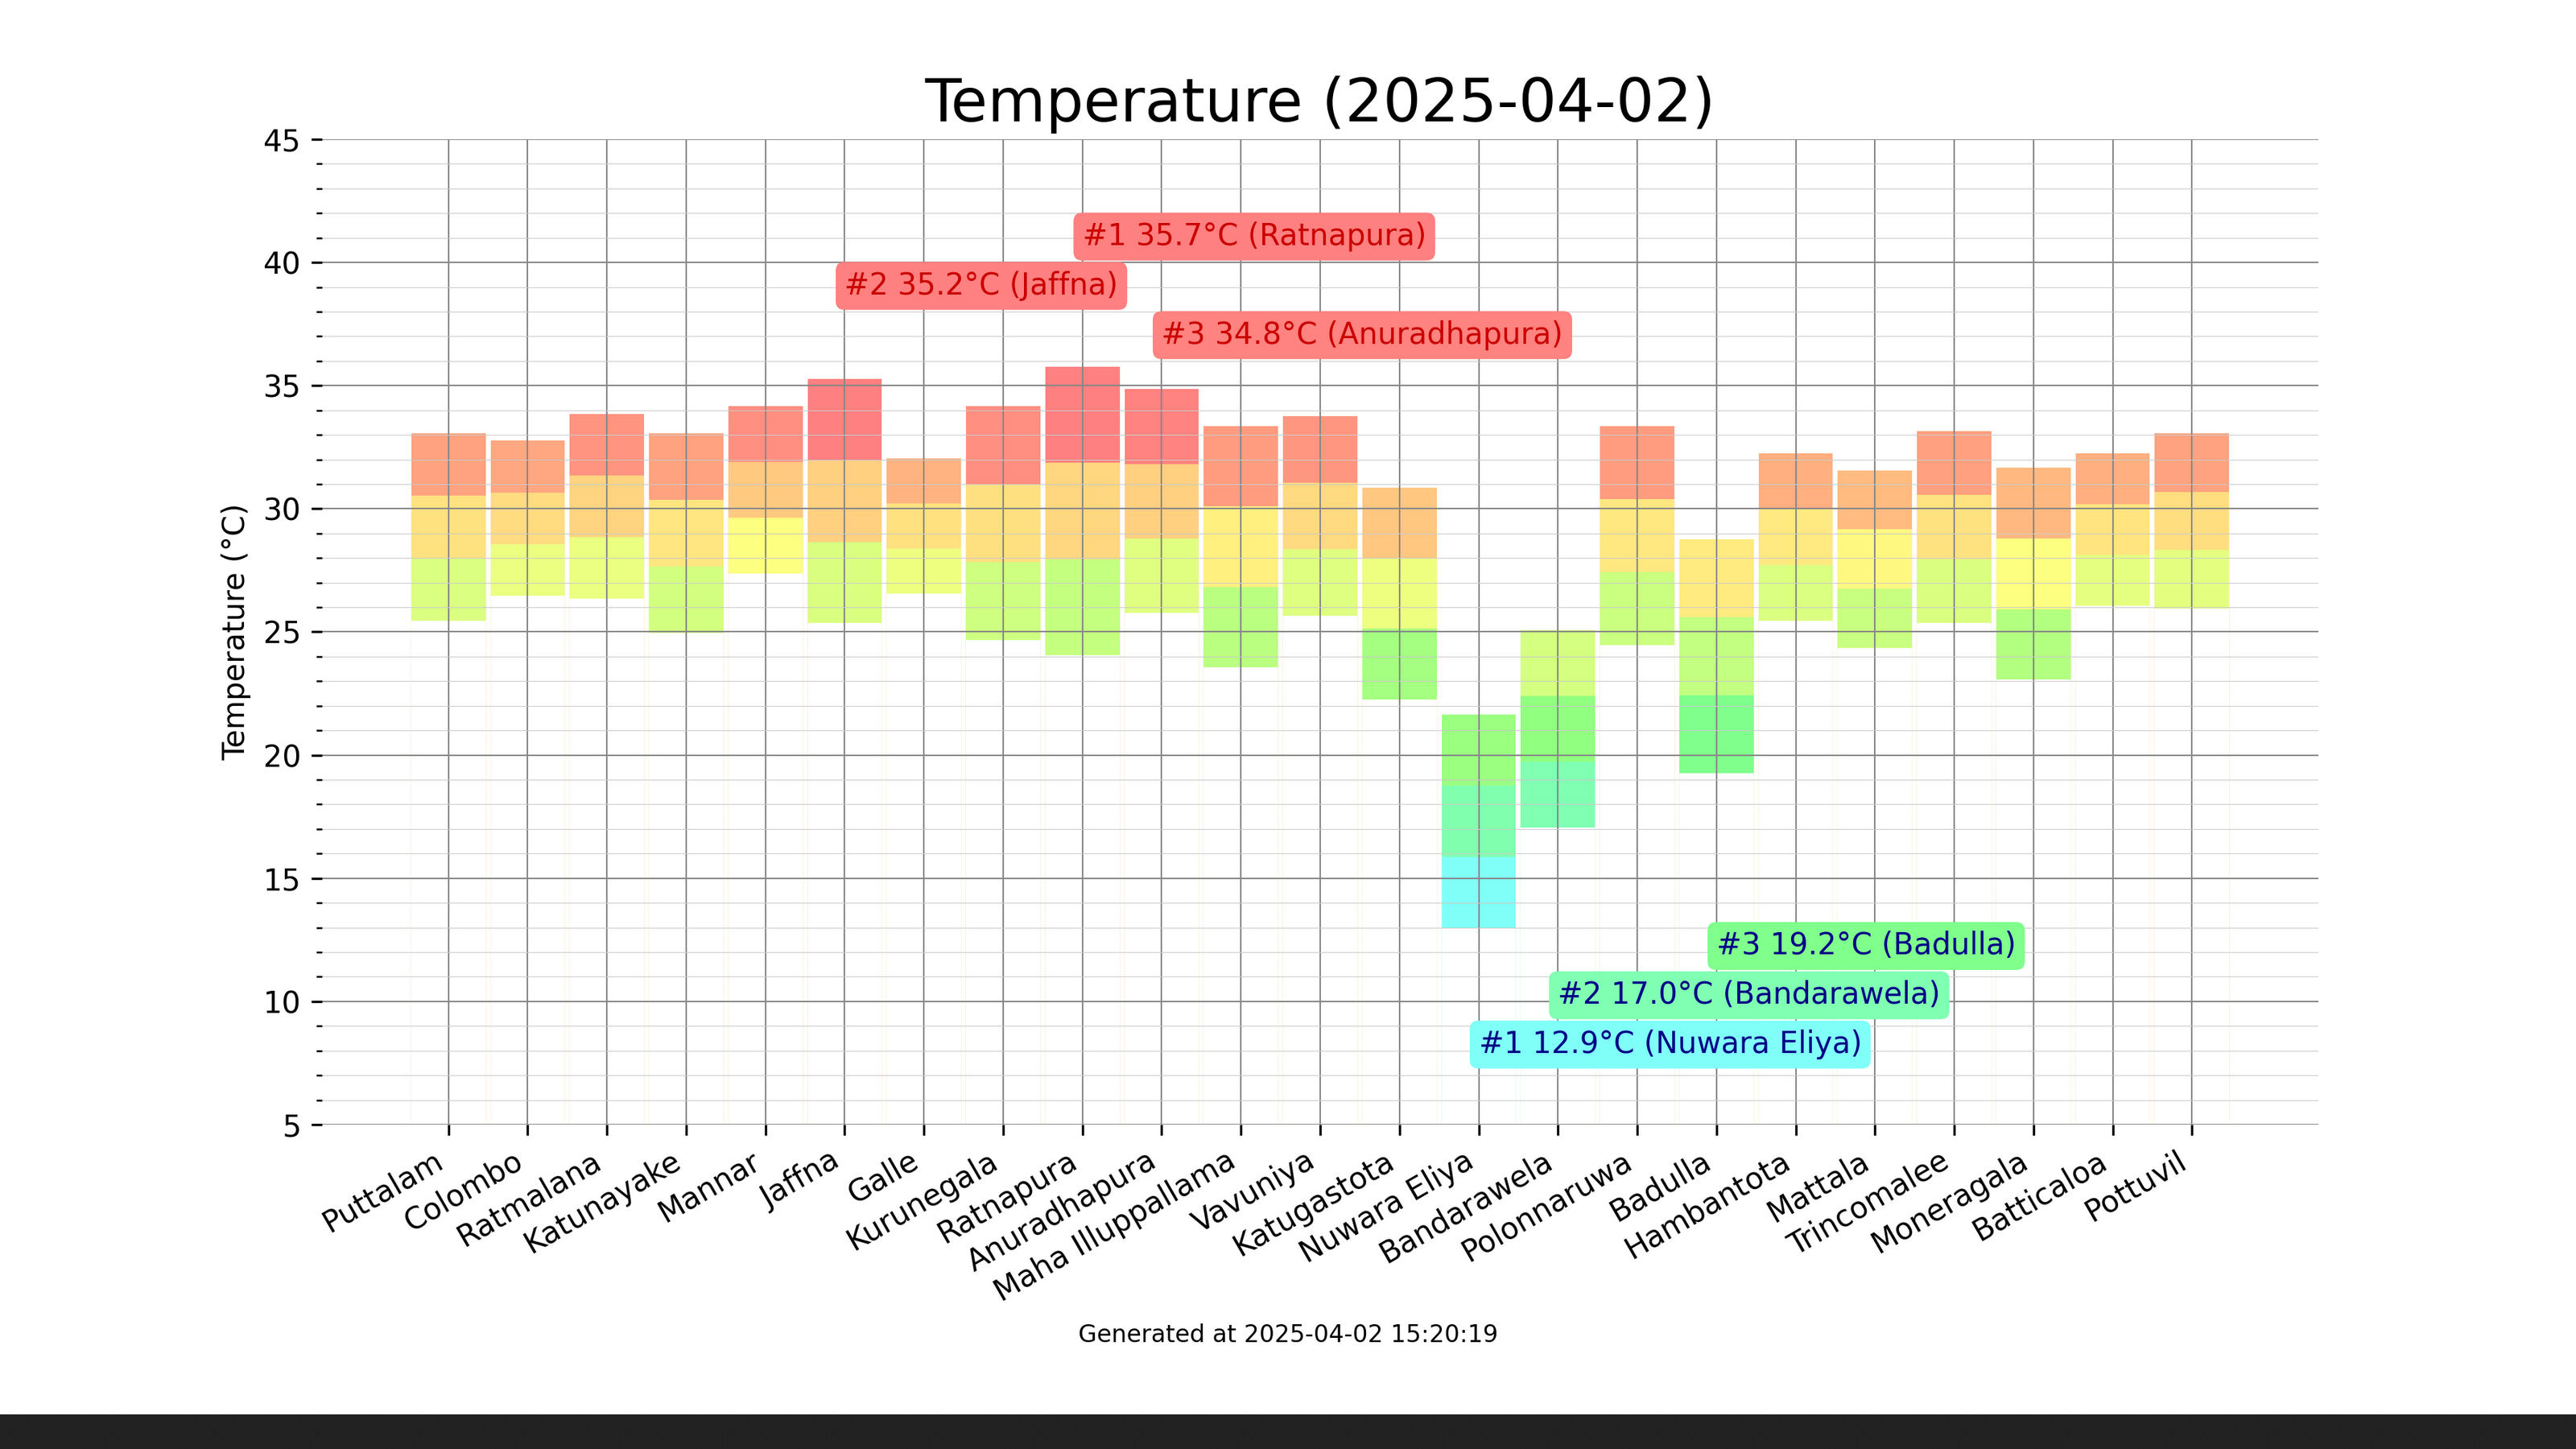 Temperature (2025-04-02)
45
40
35
30
25
20
15
10
5
Temperature (°C)
#1 35.7°C (Ratnapura)
#2 35.2°C (Jaffna)
#3 34.8°C (Anuradhapura)
#3 19.2°C (Badulla)
#2 17.0°C (Bandarawela)
#1 12.9°C (Nuwara Eliya)
Puttalam
Colombo
Ratmalana
Katunayake
Mannar
Jaffna
Galle
Kurunegala
Ratnapura
Anuradhapura
Maha Illuppallama
Vavuniya
Katugastota
Nuwara Eliya
Bandarawela
Polonnaruwa
Badulla
Hambantota
Mattala
Trincomalee
Moneragala
Batticaloa
Pottuvil
Generated at 2025-04-02 15:20:19